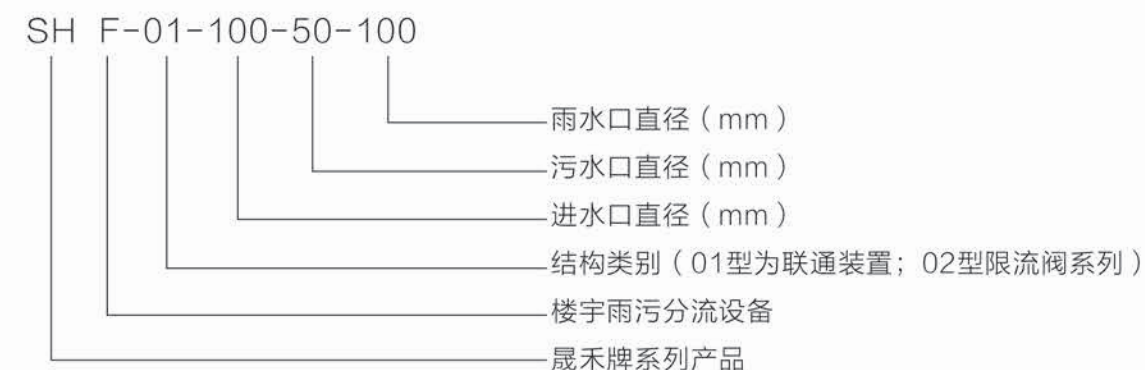 SH F-01-100-50-100
雨水口直径（mm）
污水口直径（mm）
进水口直径（mm）
结构类别（01型为联通装置；02型限流阀系列）
楼宇雨污分流设备
晟禾牌系列产品